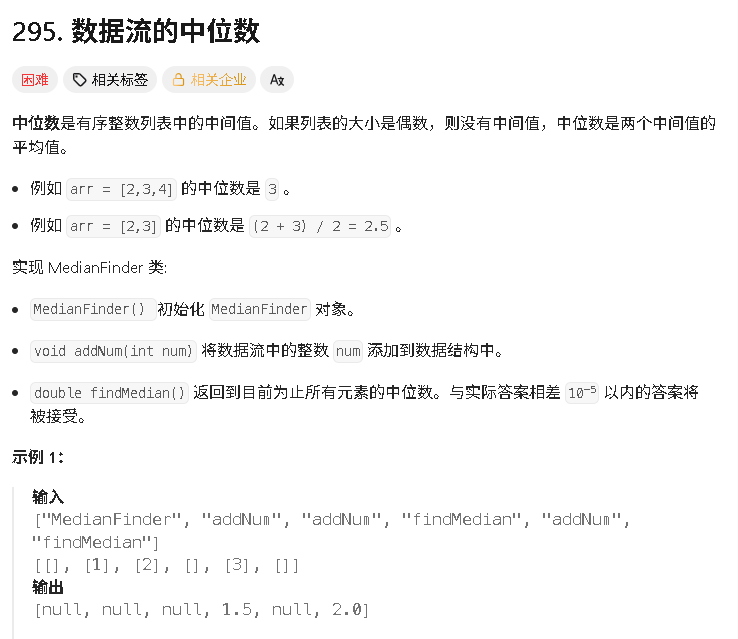 295. 数据流的中位数
困难 相关标签 相关企业 Ax
中位数是有序整数列表中的中间值。如果列表的大小是偶数，则没有中间值，中位数是两个中间值的
平均值。
• 例如 arr = [2,3,4] 的中位数是 3 。
• 例如 arr = [2,3] 的中位数是 (2 + 3) / 2 = 2.5 。
实现 MedianFinder 类:
• MedianFinder() 初始化 MedianFinder 对象。
• void addNum(int num) 将数据流中的整数 num 添加到数据结构中。
• double findMedian() 返回到目前为止所有元素的中位数。与实际答案相差 10⁻⁵ 以内的答案将
被接受。
示例 1：
输入
["MedianFinder", "addNum", "addNum", "findMedian", "addNum",
"findMedian"]
[[], [1], [2], [], [3], []]
输出
[null, null, null, 1.5, null, 2.0]